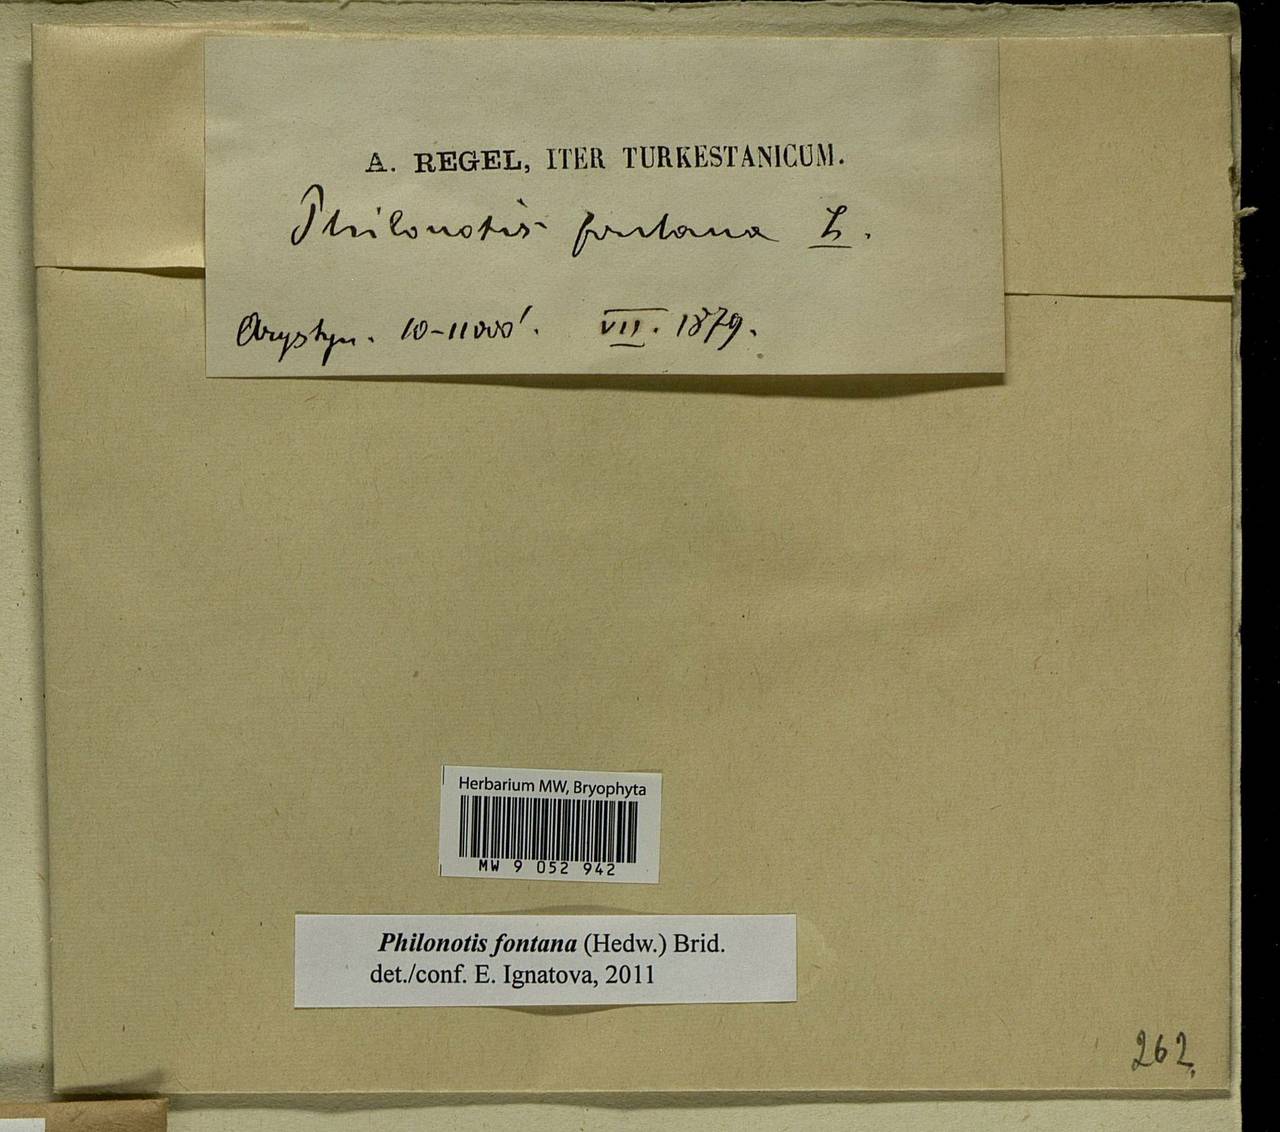 A. REGEL, ITER TURKESTANICUM.
Philonotis fontana L.
Arystyn. 10-11000'. VII. 1879.
Herbarium MW, Bryophyta
MW 9 052 942
Philonotis fontana (Hedw.) Brid.
det./conf. E. Ignatova, 2011
262.